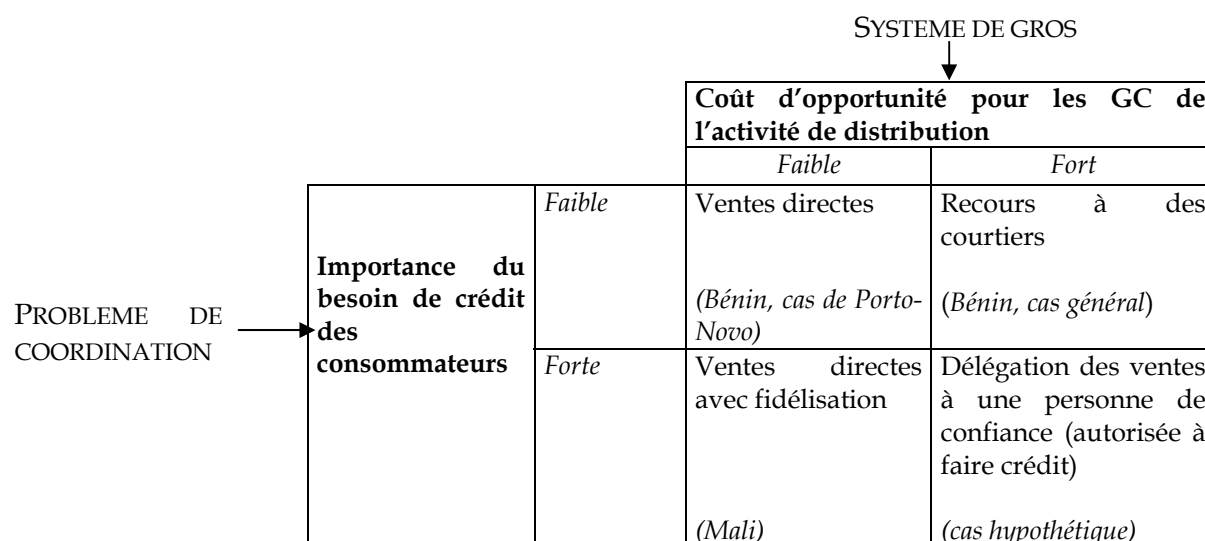 SYSTEME DE GROS
Coût d’opportunité pour les GC de
l’activité de distribution
Faible
Fort
PROBLEME DE
COORDINATION
Importance du
besoin de crédit
des
consommateurs
Faible
Ventes directes
(Bénin, cas de Porto-
Novo)
Recours à des
courtiers
(Bénin, cas général)
Forte
Ventes directes
avec fidélisation
(Mali)
Délégation des ventes
à une personne de
confiance (autorisée à
faire crédit)
(cas hypothétique)